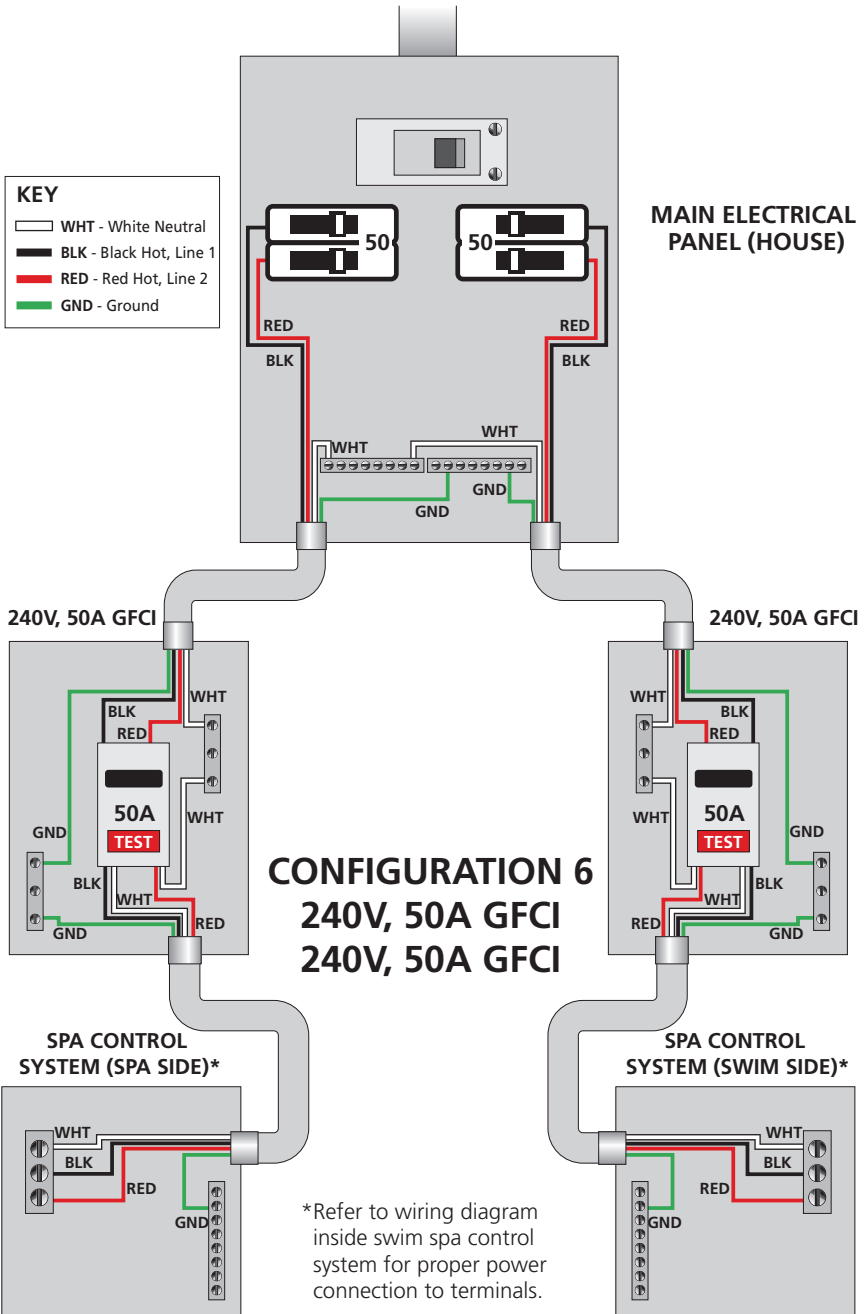 KEY
WHT - White Neutral
BLK - Black Hot, Line 1
RED - Red Hot, Line 2
GND - Ground
MAIN ELECTRICAL
PANEL (HOUSE)
50
50
RED
BLK
RED
BLK
WHT
WHT
GND
GND
240V, 50A GFCI
WHT
BLK
RED
50A
TEST
WHT
GND
BLK
WHT
RED
GND
240V, 50A GFCI
WHT
BLK
RED
50A
TEST
WHT
GND
BLK
WHT
RED
GND
CONFIGURATION 6
240V, 50A GFCI
240V, 50A GFCI
SPA CONTROL
SYSTEM (SPA SIDE)*
WHT
BLK
RED
GND
SPA CONTROL
SYSTEM (SWIM SIDE)*
WHT
BLK
RED
GND
*Refer to wiring diagram
inside swim spa control
system for proper power
connection to terminals.